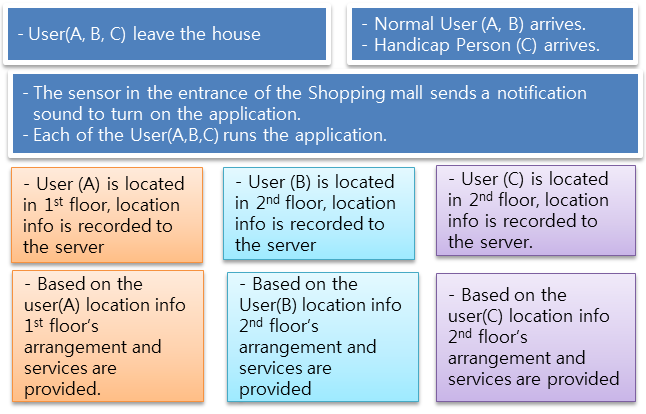 - User(A, B, C) leave the house
- Normal User (A, B) arrives.
- Handicap Person (C) arrives.
- The sensor in the entrance of the Shopping mall sends a notification
sound to turn on the application.
- Each of the User(A,B,C) runs the application.
- User (A) is located
in 1st floor, location
info is recorded to
the server
- User (B) is located
in 2nd floor, location
info is recorded to
the server
- User (C) is located
in 2nd floor, location
info is recorded to
the server.
- Based on the
user(A) location info
1st floor's
arrangement and
services are
provided.
- Based on the
User(B) location info
2nd floor's
arrangement and
services are
provided
- Based on the
user(C) location info
2nd floor's
arrangement and
services are provided